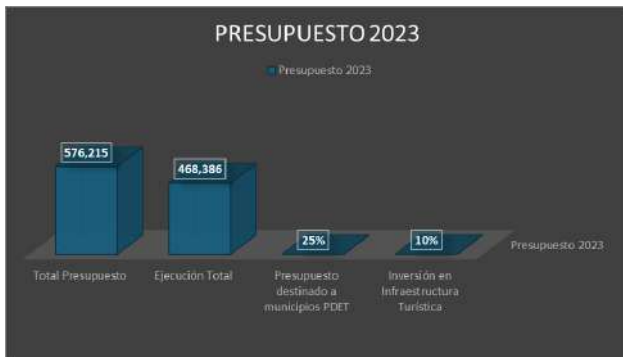 PRESUPUESTO 2023
Presupuesto 2023
576,215
468,386
25%
10%
Presupuesto 2023
Total Presupuesto
Ejecución Total
Presupuesto
destinado a
municipios PDET
Inversión en
Infraestructura
Turística